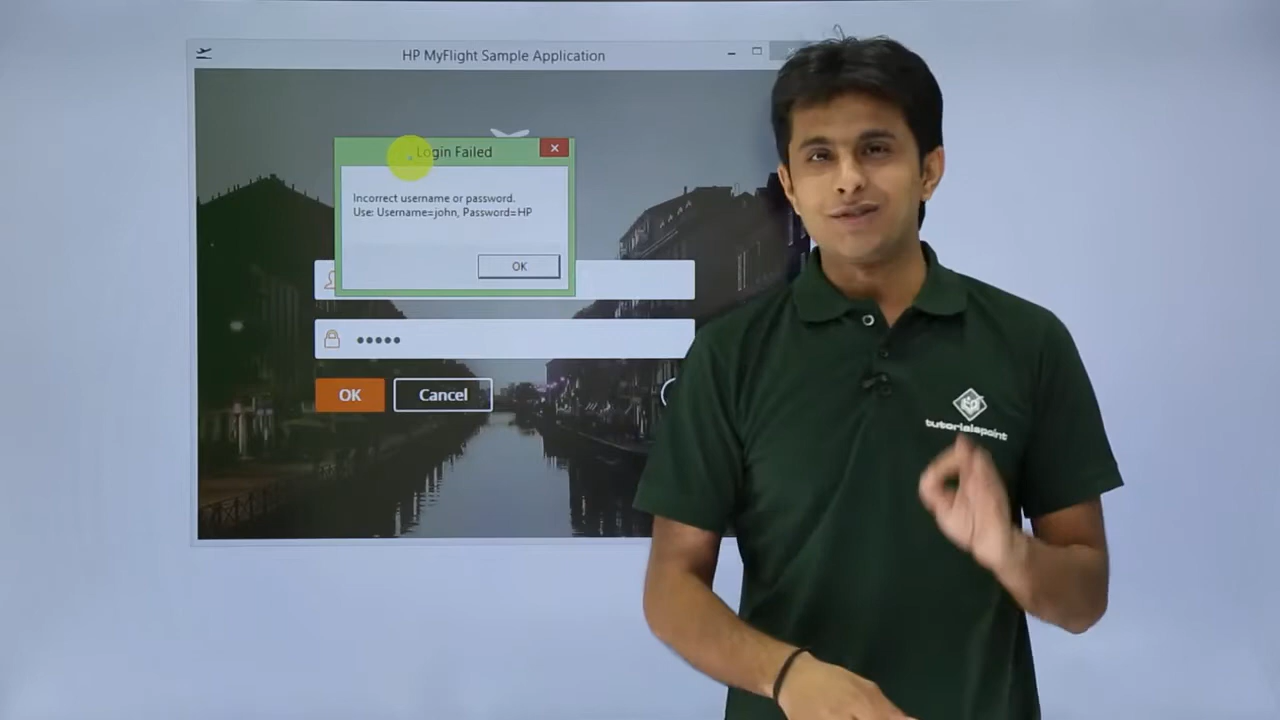 HP MyFlight Sample Application
Login Failed
Incorrect username or password.
Use: Username=john, Password=HP
OK
OK
Cancel
tutorialspoint